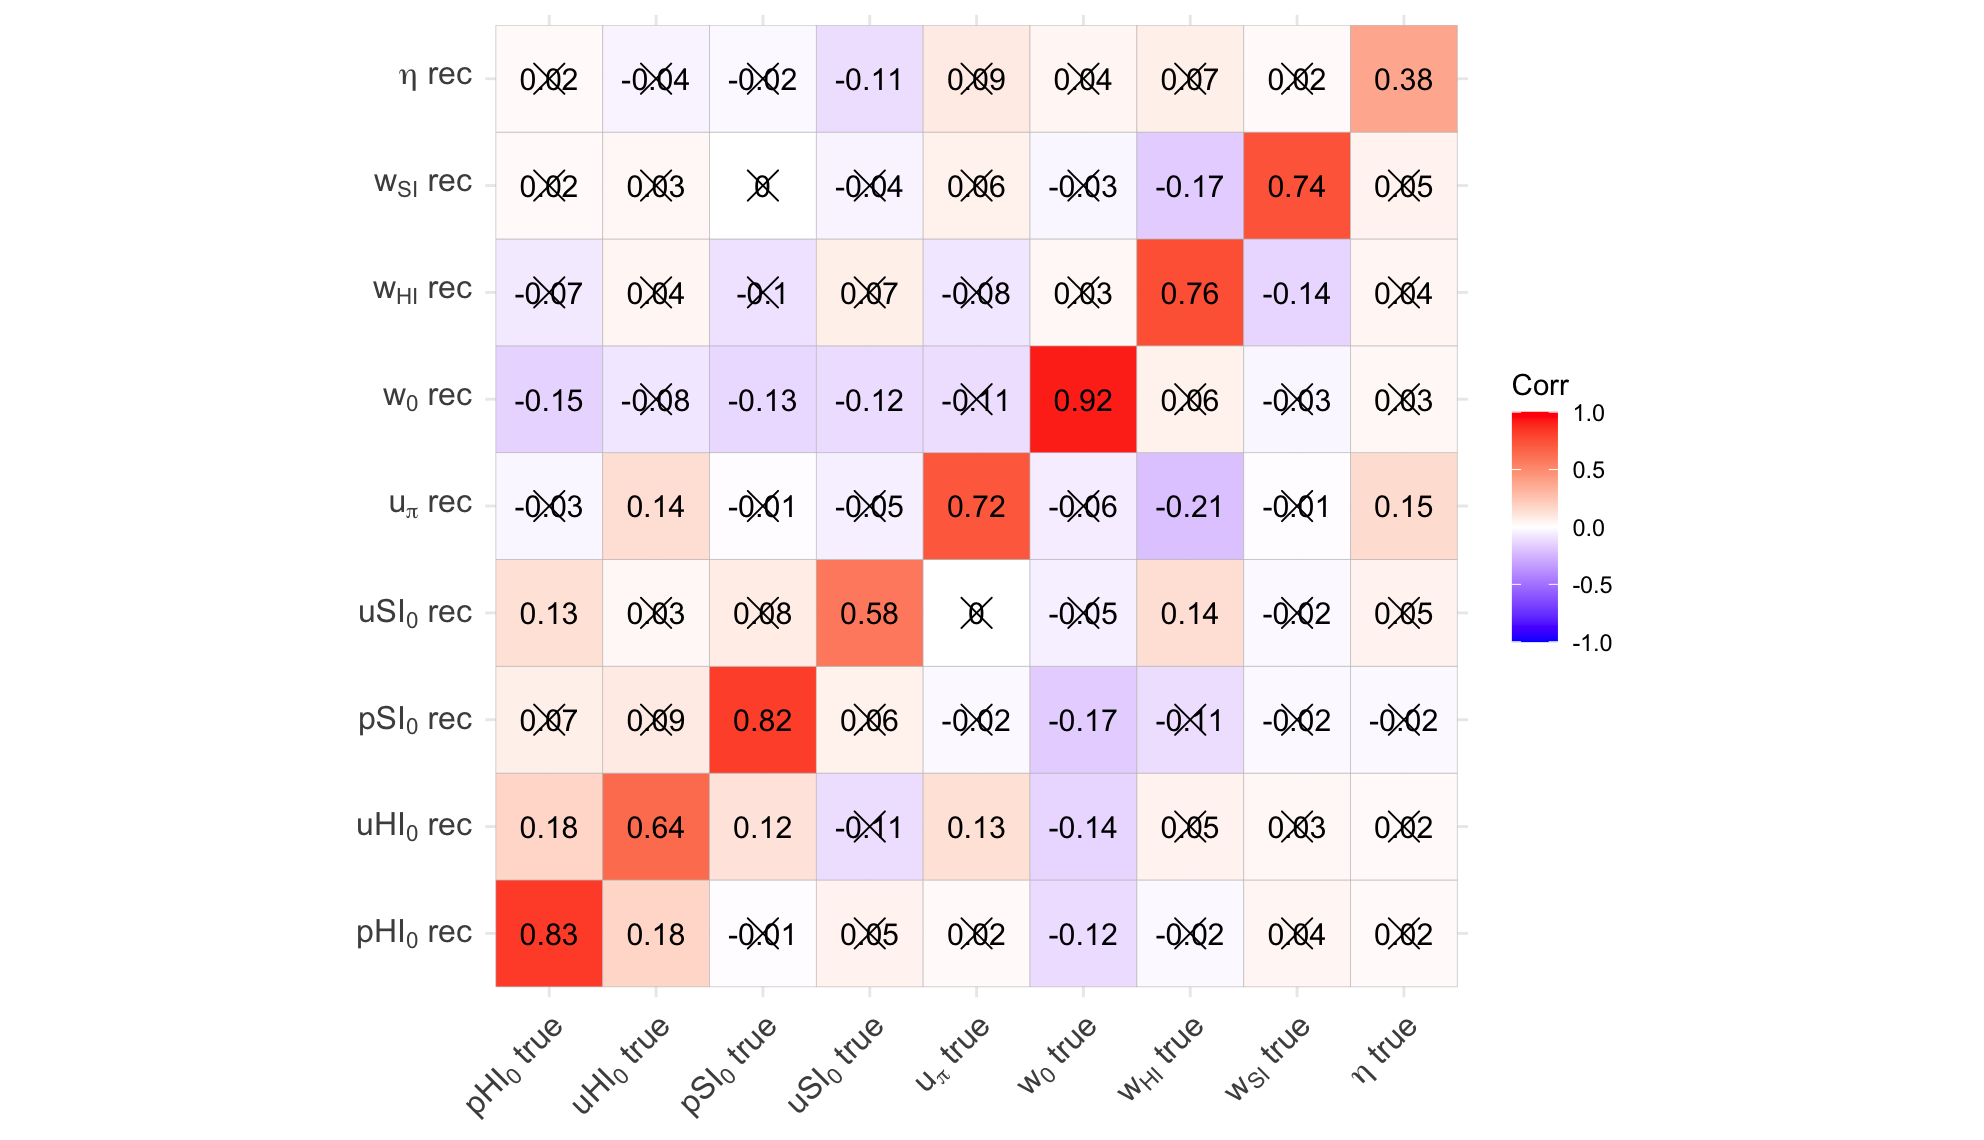 η rec 0.02 -0.04 -0.02 -0.11 0.09 0.04 0.07 0.02 0.38
w_SI rec 0.02 0.03 0 -0.04 0.06 -0.03 -0.17 0.74 0.05
w_HI rec -0.07 0.04 -0.1 0.07 -0.08 0.03 0.76 -0.14 0.04
w₀ rec -0.15 -0.08 -0.13 -0.12 -0.11 0.92 0.06 -0.03 0.03
u_π rec -0.03 0.14 -0.01 -0.05 0.72 -0.06 -0.21 -0.01 0.15
uSI₀ rec 0.13 0.03 0.08 0.58 0 -0.05 0.14 -0.02 0.05
pSI₀ rec 0.07 0.09 0.82 0.06 -0.02 -0.17 -0.11 -0.02 -0.02
uHI₀ rec 0.18 0.64 0.12 -0.11 0.13 -0.14 0.05 0.03 0.02
pHI₀ rec 0.83 0.18 -0.01 0.05 0.02 -0.12 -0.02 0.04 0.02
pHI₀ true uHI₀ true pSI₀ true uSI₀ true u_π true w₀ true w_HI true w_SI true η true
Corr
1.0
0.5
0.0
-0.5
-1.0